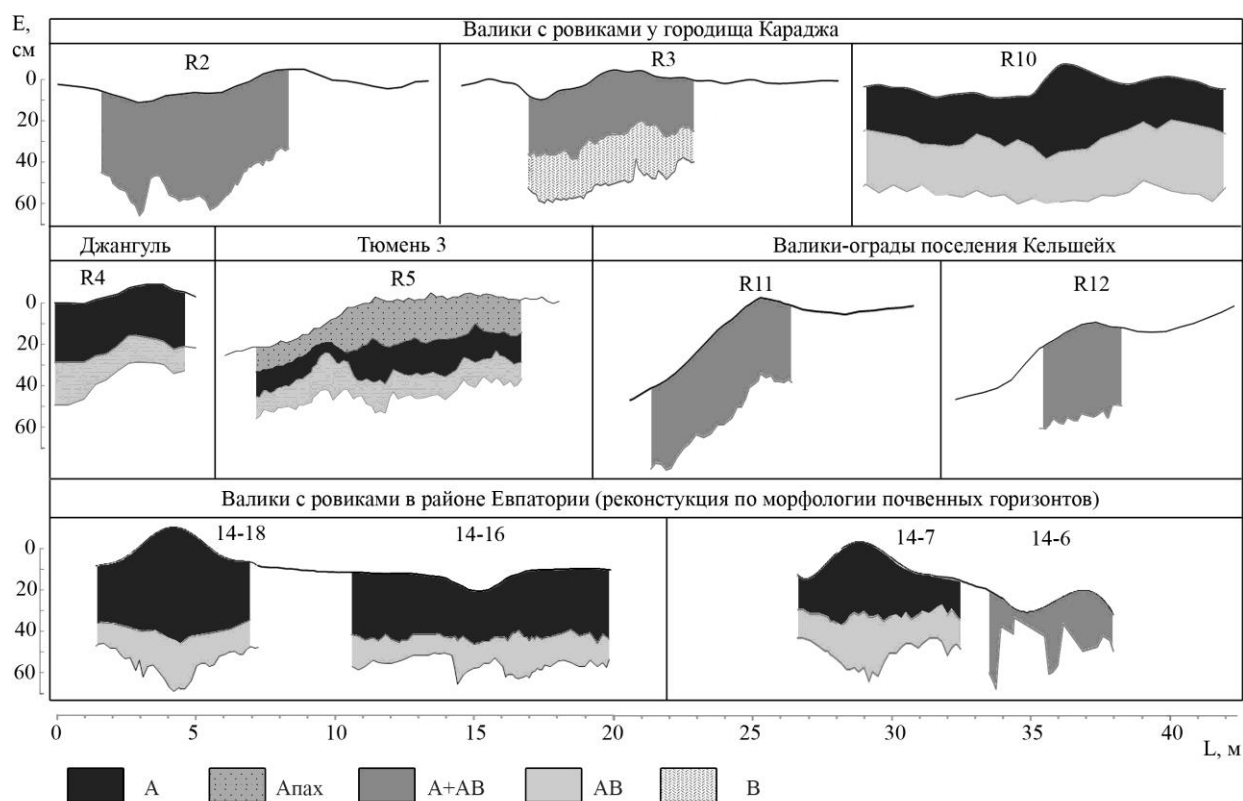 E,
см
Валики с ровиками у городища Караджа
R2
R3
R10
0
20
40
60
Джангуль
Тюмень 3
Валики-ограды поселения Кельшейх
R4
R5
R11
R12
0
20
40
60
Валики с ровиками в районе Евпатории (реконстукция по морфологии почвенных горизонтов)
14-18
14-16
14-7
14-6
0
20
40
60
0 5 10 15 20 25 30 35 40
L, м
А Апах А+АВ АВ В